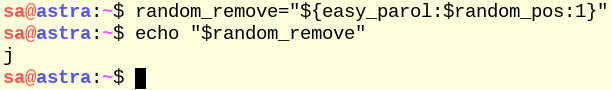 sa@astra:~$ random_remove="${easy_parol:$random_pos:1}"
sa@astra:~$ echo "$random_remove"
j
sa@astra:~$